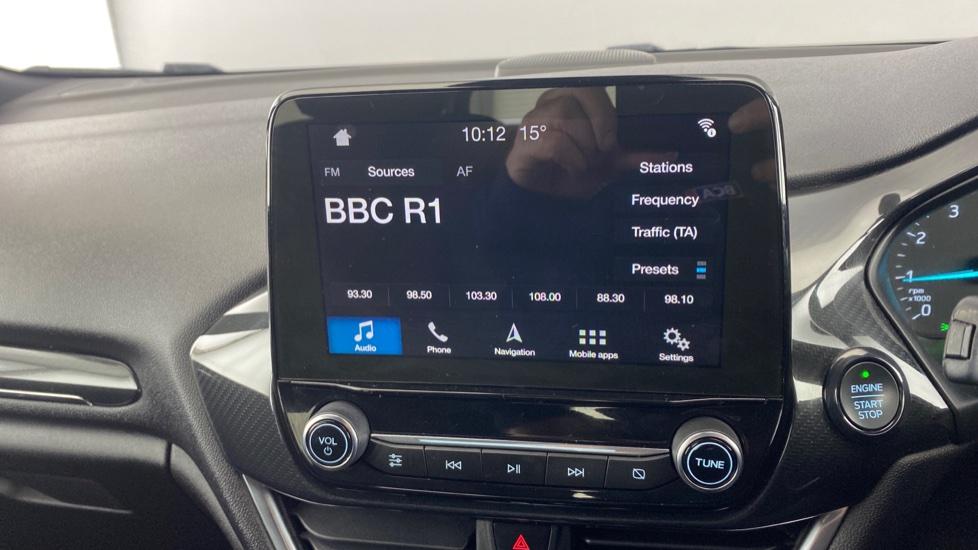 10:12 15°
FM Sources AF
Stations
BBC R1
Frequency
Traffic (TA)
Presets
93.30 98.50 103.30 108.00 88.30 98.10
Audio Phone Navigation Mobile apps Settings
VOL
TUNE
ENGINE
START
STOP
3
2
1
rpm
x1000
0
BCA